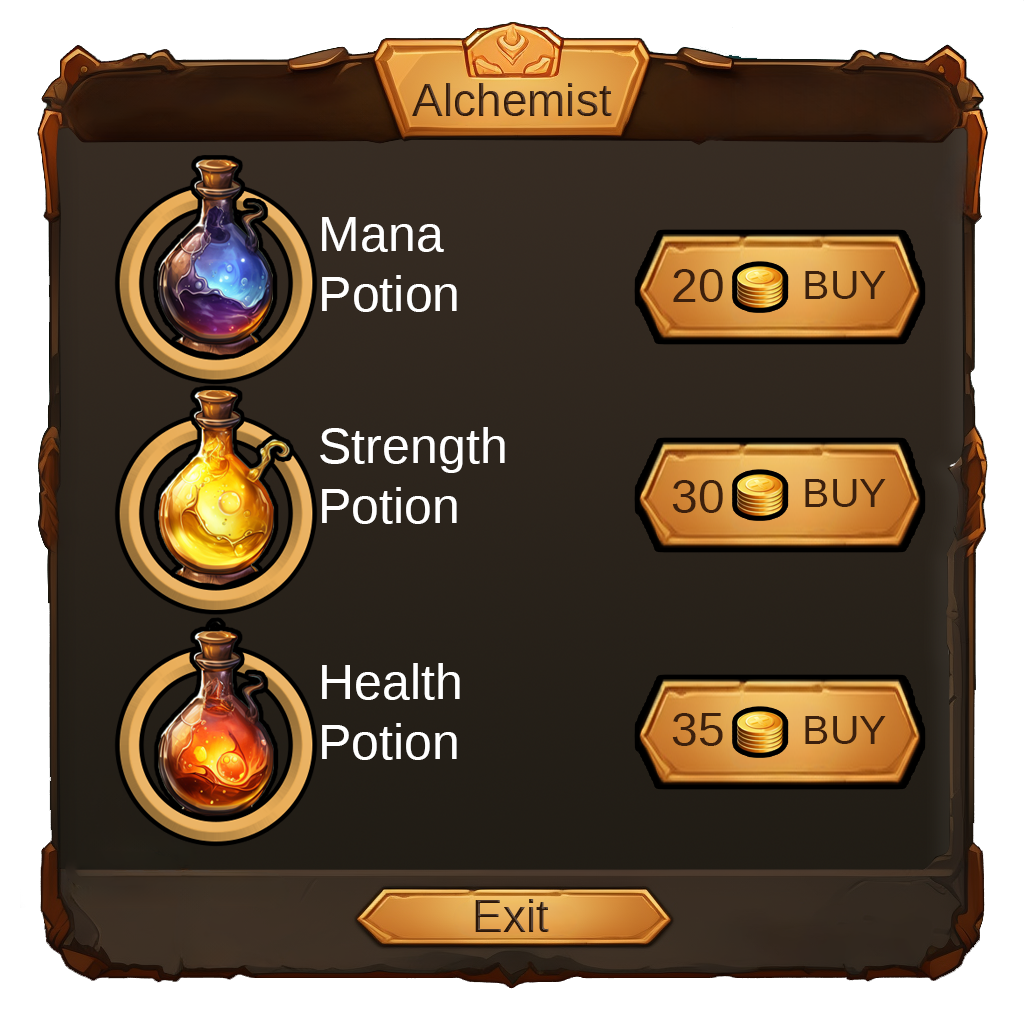 Alchemist
Mana
Potion
20 BUY
Strength
Potion
30 BUY
Health
Potion
35 BUY
Exit